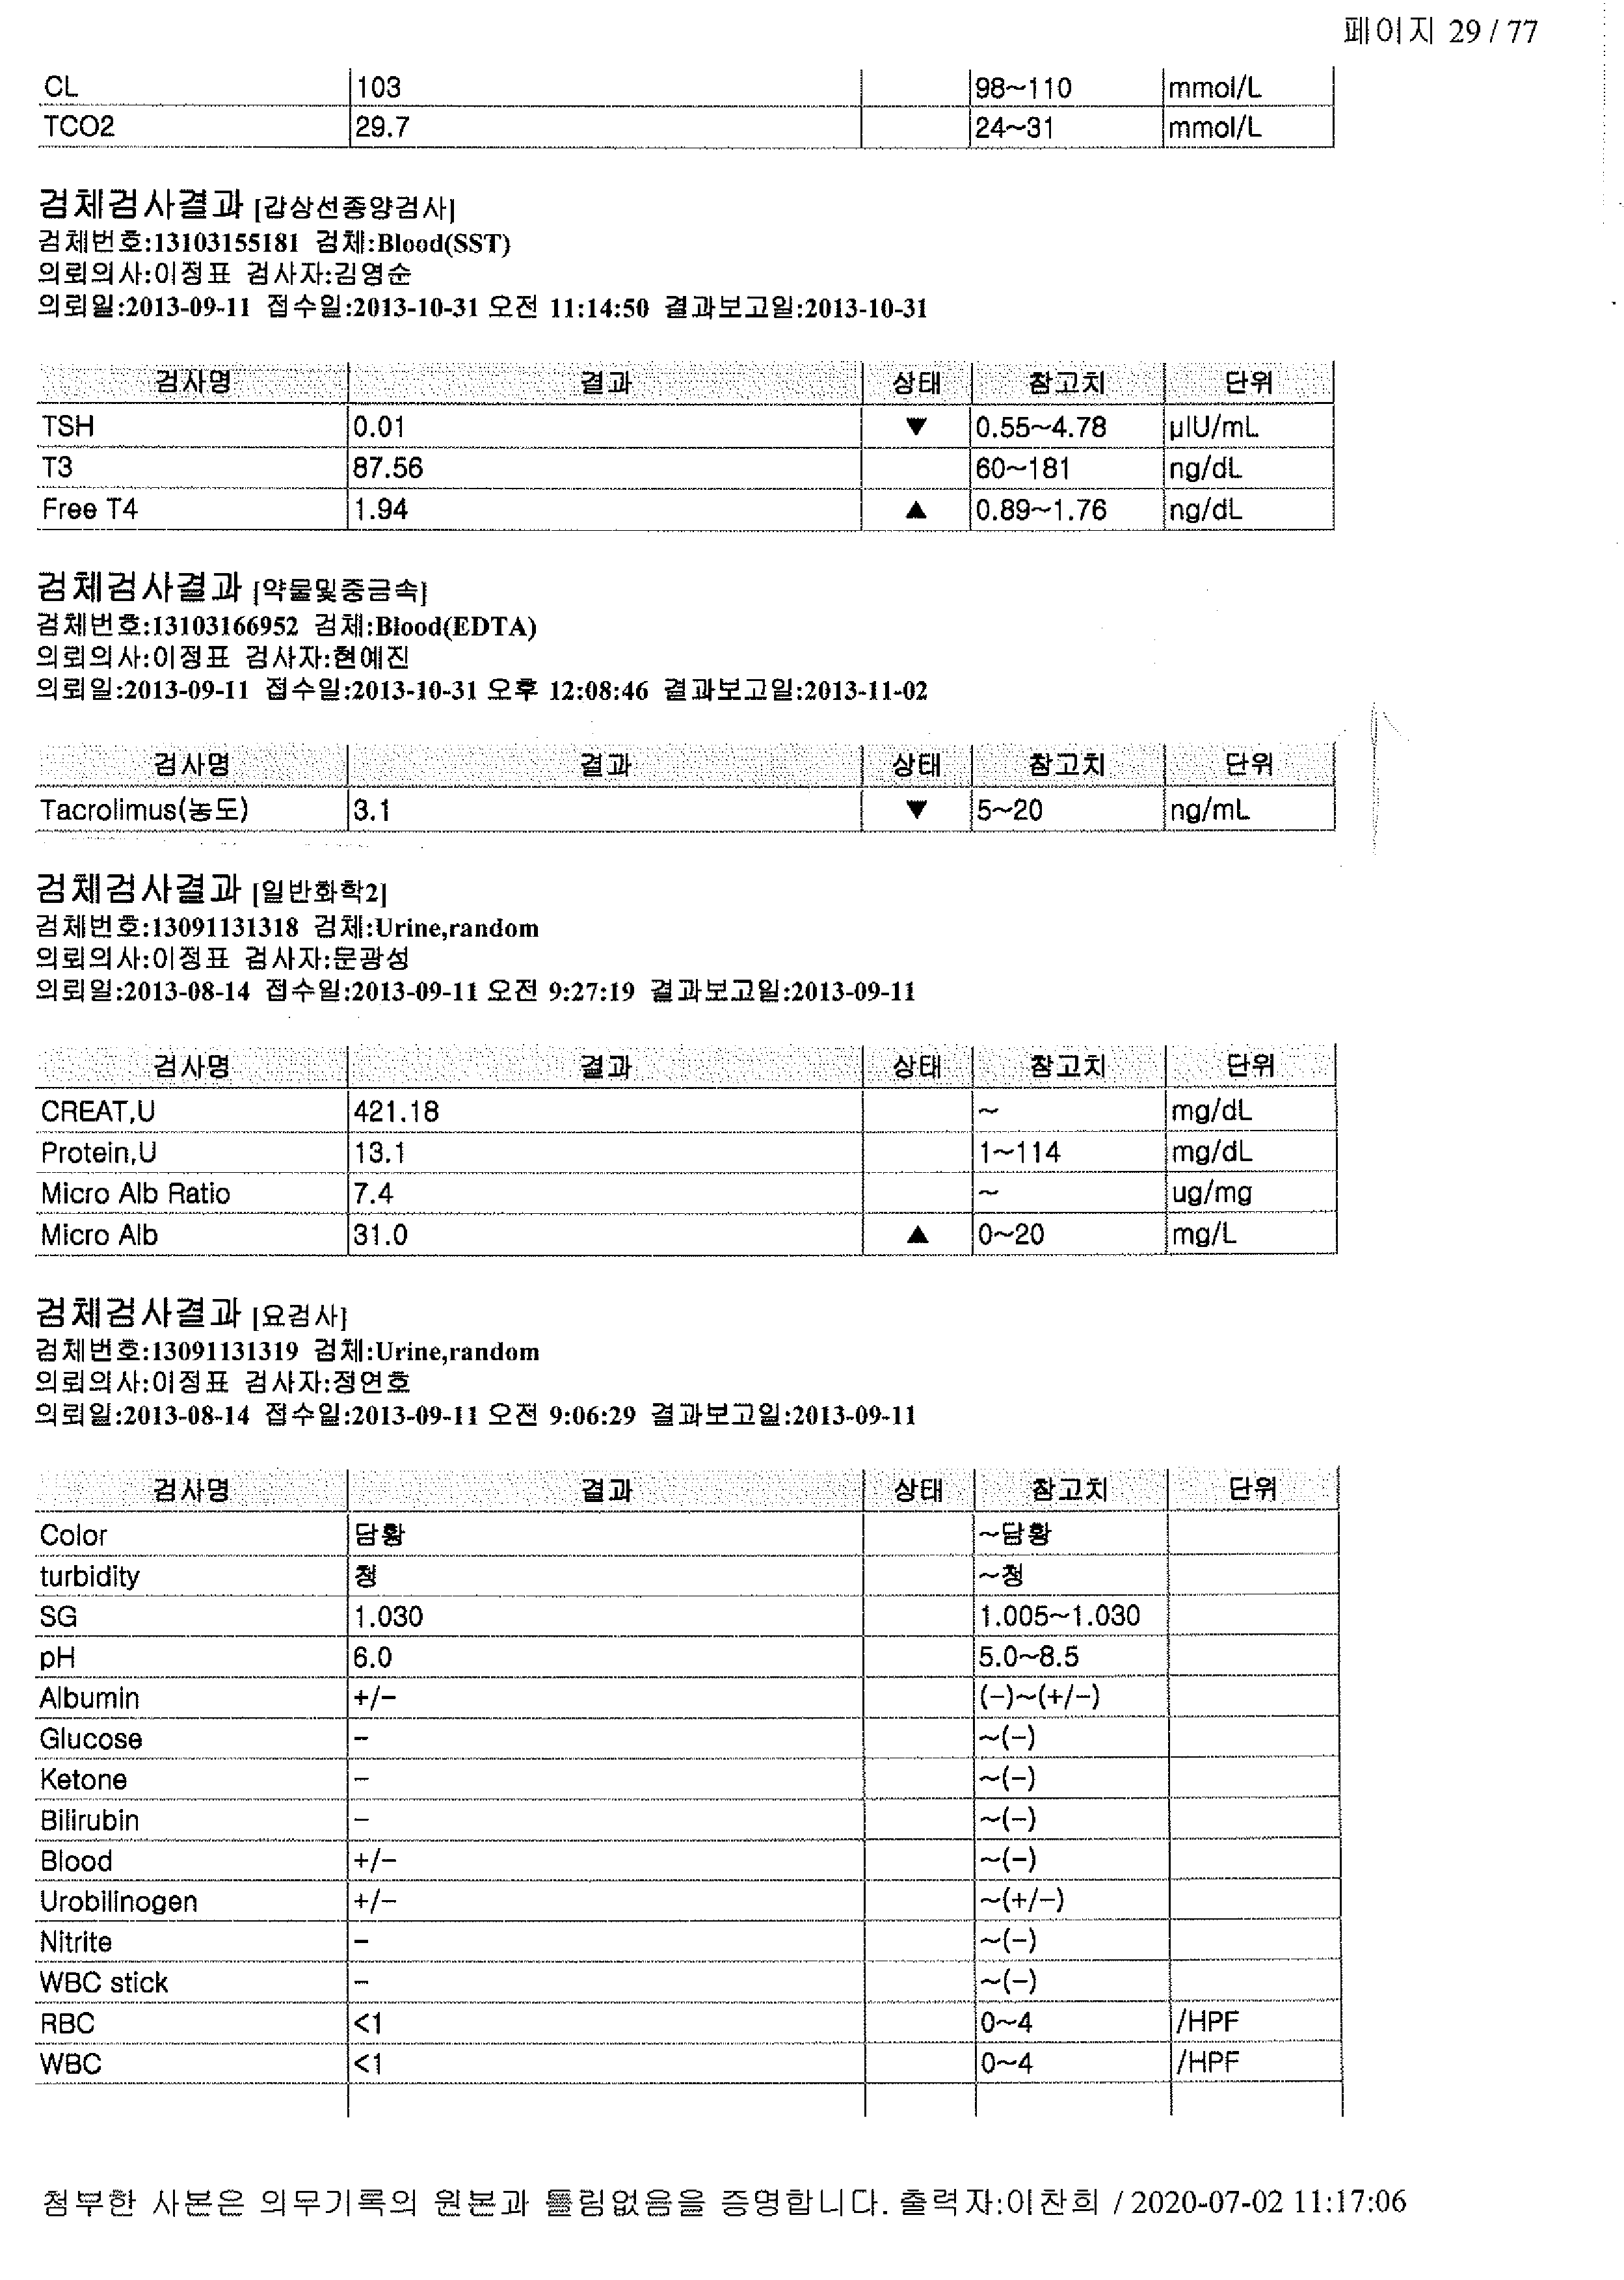 페이지 29 / 77
CL 103 98~110 mmol/L
TCO2 29.7 24~31 mmol/L
검체검사결과 [갑상선종양검사]
검체번호:13103155181 검체:Blood(SST)
의뢰의사:이정표 검사자:김영순
의뢰일:2013-09-11 접수일:2013-10-31 오전 11:14:50 결과보고일:2013-10-31
검사명 결과 상태 참고치 단위
TSH 0.01 ▼ 0.55~4.78 µIU/mL
T3 87.56 60~181 ng/dL
Free T4 1.94 ▲ 0.89~1.76 ng/dL
검체검사결과 [약물및중금속]
검체번호:13103166952 검체:Blood(EDTA)
의뢰의사:이정표 검사자:현예진
의뢰일:2013-09-11 접수일:2013-10-31 오후 12:08:46 결과보고일:2013-11-02
검사명 결과 상태 참고치 단위
Tacrolimus(농도) 3.1 ▼ 5~20 ng/mL
검체검사결과 [일반화학2]
검체번호:13091131318 검체:Urine,random
의뢰의사:이정표 검사자:문광성
의뢰일:2013-08-14 접수일:2013-09-11 오전 9:27:19 결과보고일:2013-09-11
검사명 결과 상태 참고치 단위
CREAT,U 421.18 ~ mg/dL
Protein,U 13.1 1~114 mg/dL
Micro Alb Ratio 7.4 ~ ug/mg
Micro Alb 31.0 ▲ 0~20 mg/L
검체검사결과 [요검사]
검체번호:13091131319 검체:Urine,random
의뢰의사:이정표 검사자:정연호
의뢰일:2013-08-14 접수일:2013-09-11 오전 9:06:29 결과보고일:2013-09-11
검사명 결과 상태 참고치 단위
Color 담황 ~담황
turbidity 청 ~청
SG 1.030 1.005~1.030
pH 6.0 5.0~8.5
Albumin +/- (-)~(+/-)
Glucose - ~(-)
Ketone - ~(-)
Bilirubin - ~(-)
Blood +/- ~(-)
Urobilinogen +/- ~(+/-)
Nitrite - ~(-)
WBC stick - ~(-)
RBC <1 0~4 /HPF
WBC <1 0~4 /HPF
첨부한 사본은 의무기록의 원본과 틀림없음을 증명합니다. 출력자:이찬희 / 2020-07-02 11:17:06